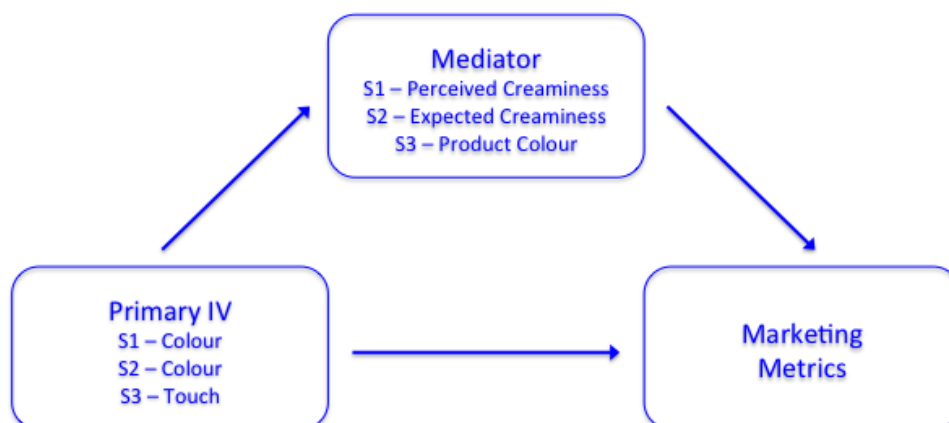 Mediator
S1 – Perceived Creaminess
S2 – Expected Creaminess
S3 – Product Colour
Primary IV
S1 – Colour
S2 – Colour
S3 – Touch
Marketing
Metrics